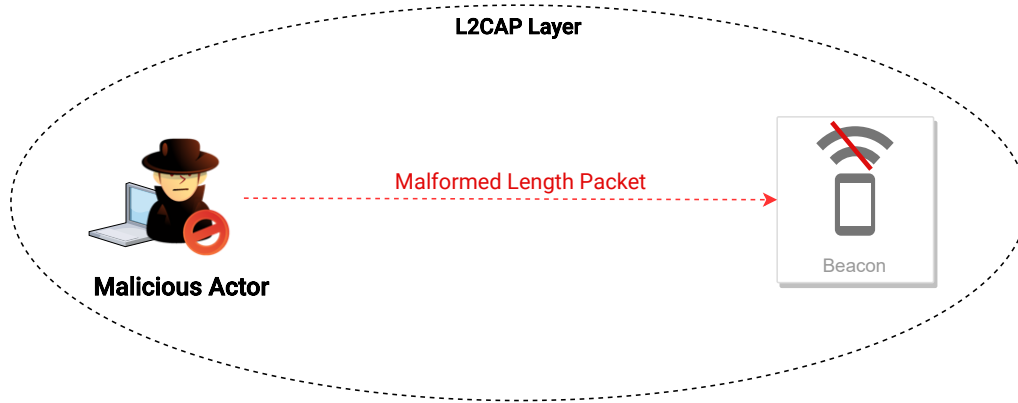 L2CAP Layer
Malformed Length Packet
Beacon
Malicious Actor